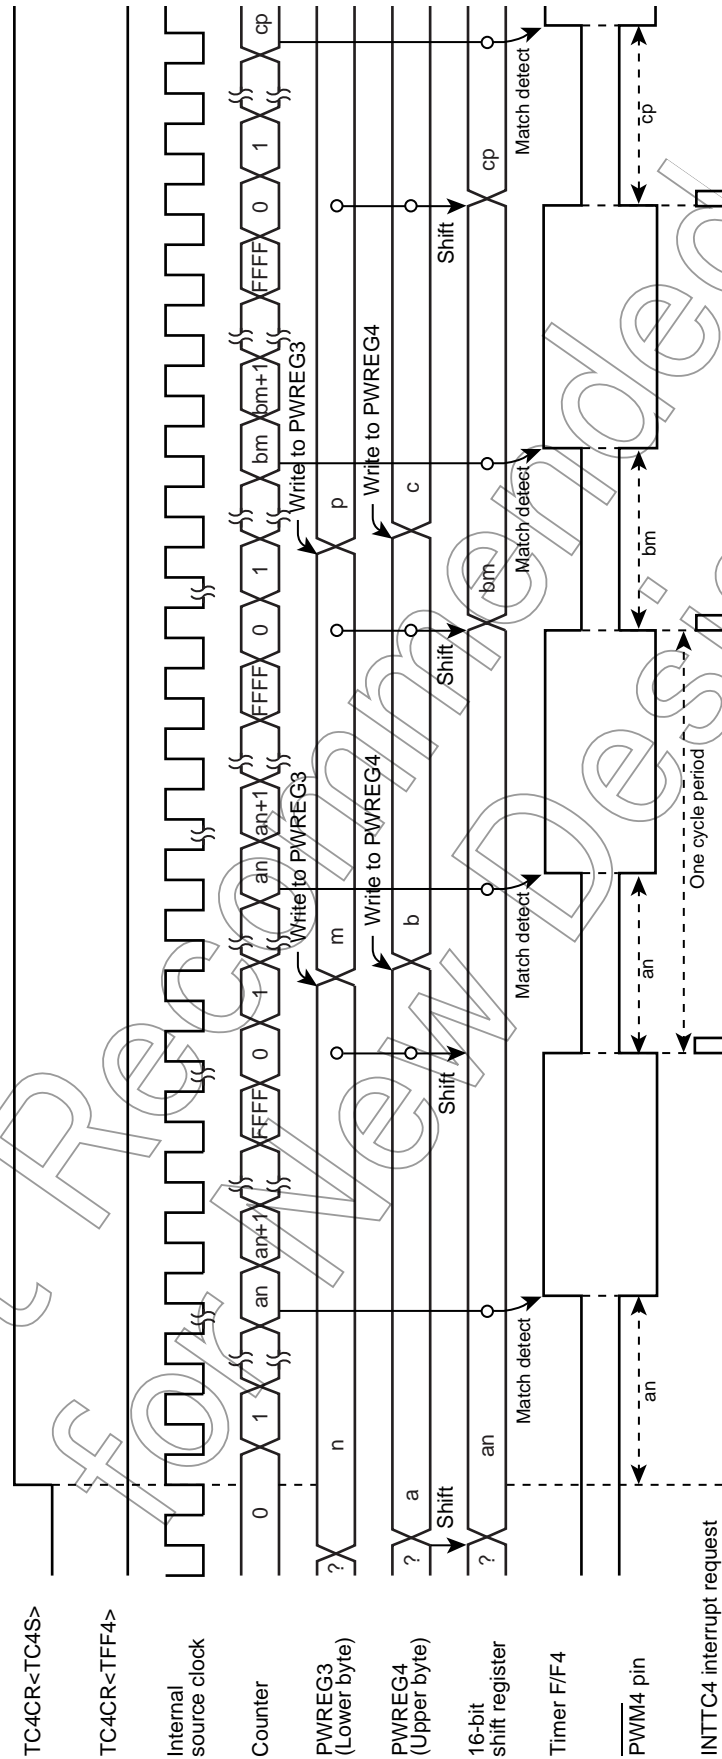 TC4CR<TC4S>
TC4CR<TFF4>
Internal
source clock
Counter
0 1 an an+1 FFFF 0 1 an an+1 FFFF 0 1 bm bm+1 FFFF 0 1 cp
Write to PWREG3
Write to PWREG3
PWREG3
(Lower byte)
? n m p
Write to PWREG4
Write to PWREG4
PWREG4
(Upper byte)
? a b c
Shift
Shift
Shift
Shift
16-bit
shift register
? an bm cp
Match detect
Match detect
Match detect
Match detect
Timer F/F4
PWM4 pin
an an bm cp
One cycle period
INTTC4 interrupt request
Recommended
for New Desi